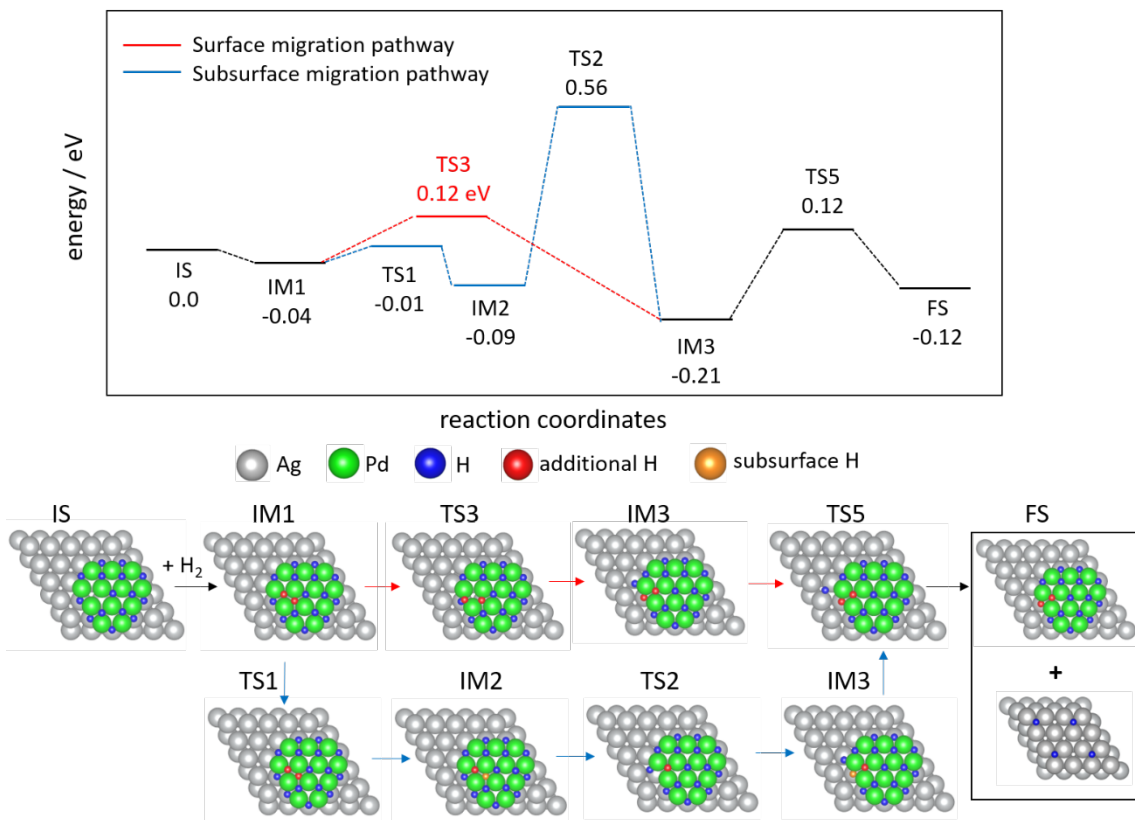 Surface migration pathway
Subsurface migration pathway
TS2
0.56
TS3
0.12 eV
TS5
0.12
energy / eV
IS
0.0
IM1
-0.04
TS1
-0.01
IM2
-0.09
IM3
-0.21
FS
-0.12
reaction coordinates
Ag
Pd
H
additional H
subsurface H
IS
IM1
TS3
IM3
TS5
FS
+ H₂
TS1
IM2
TS2
IM3
+